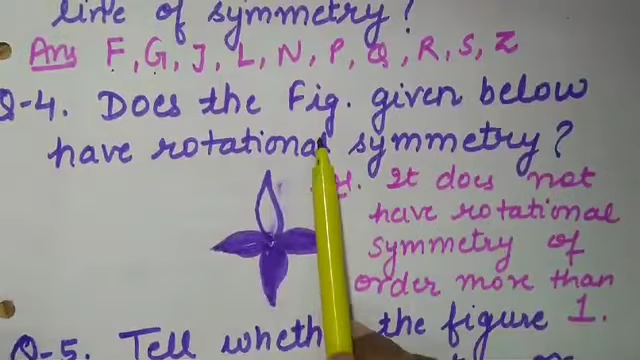 line of symmetry?
Ans F, G, J, L, N, P, Q, R, S, Z
Q-4. Does the Fig. given below
have rotational symmetry?
It does not
have rotational
symmetry of
order more than
1.
Q-5. Tell the figure